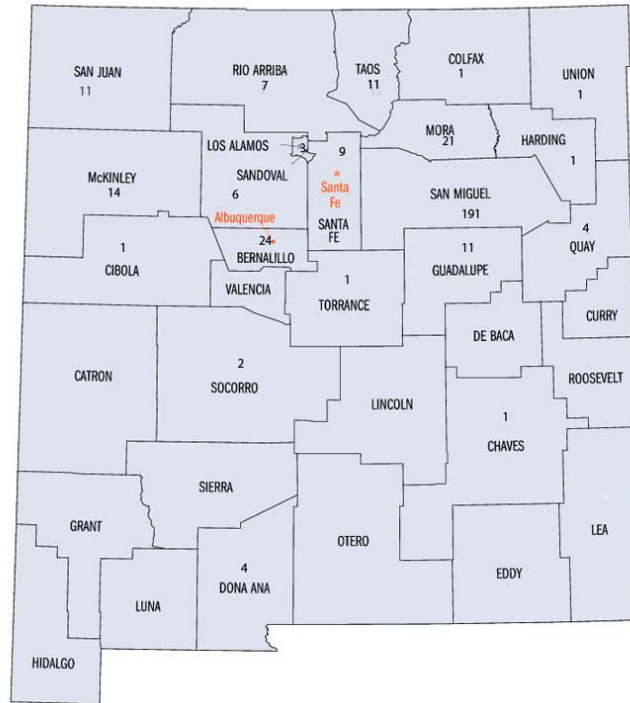 COLFAX
1
SAN JUAN
11
RIO ARRIBA
7
TAOS
11
UNION
1
MORA
21
HARDING
1
LOS ALAMOS
3
9
SANDOVAL
6
McKINLEY
14
*
Santa
Fe
SANTA
FE
SAN MIGUEL
191
Albuquerque
24
BERNALILLO
1
CIBOLA
4
QUAY
11
GUADALUPE
VALENCIA
1
TORRANCE
CURRY
DE BACA
2
SOCORRO
CATRON
ROOSEVELT
LINCOLN
1
CHAVES
SIERRA
1
LEA
GRANT
OTERO
4
DONA ANA
EDDY
LUNA
HIDALGO